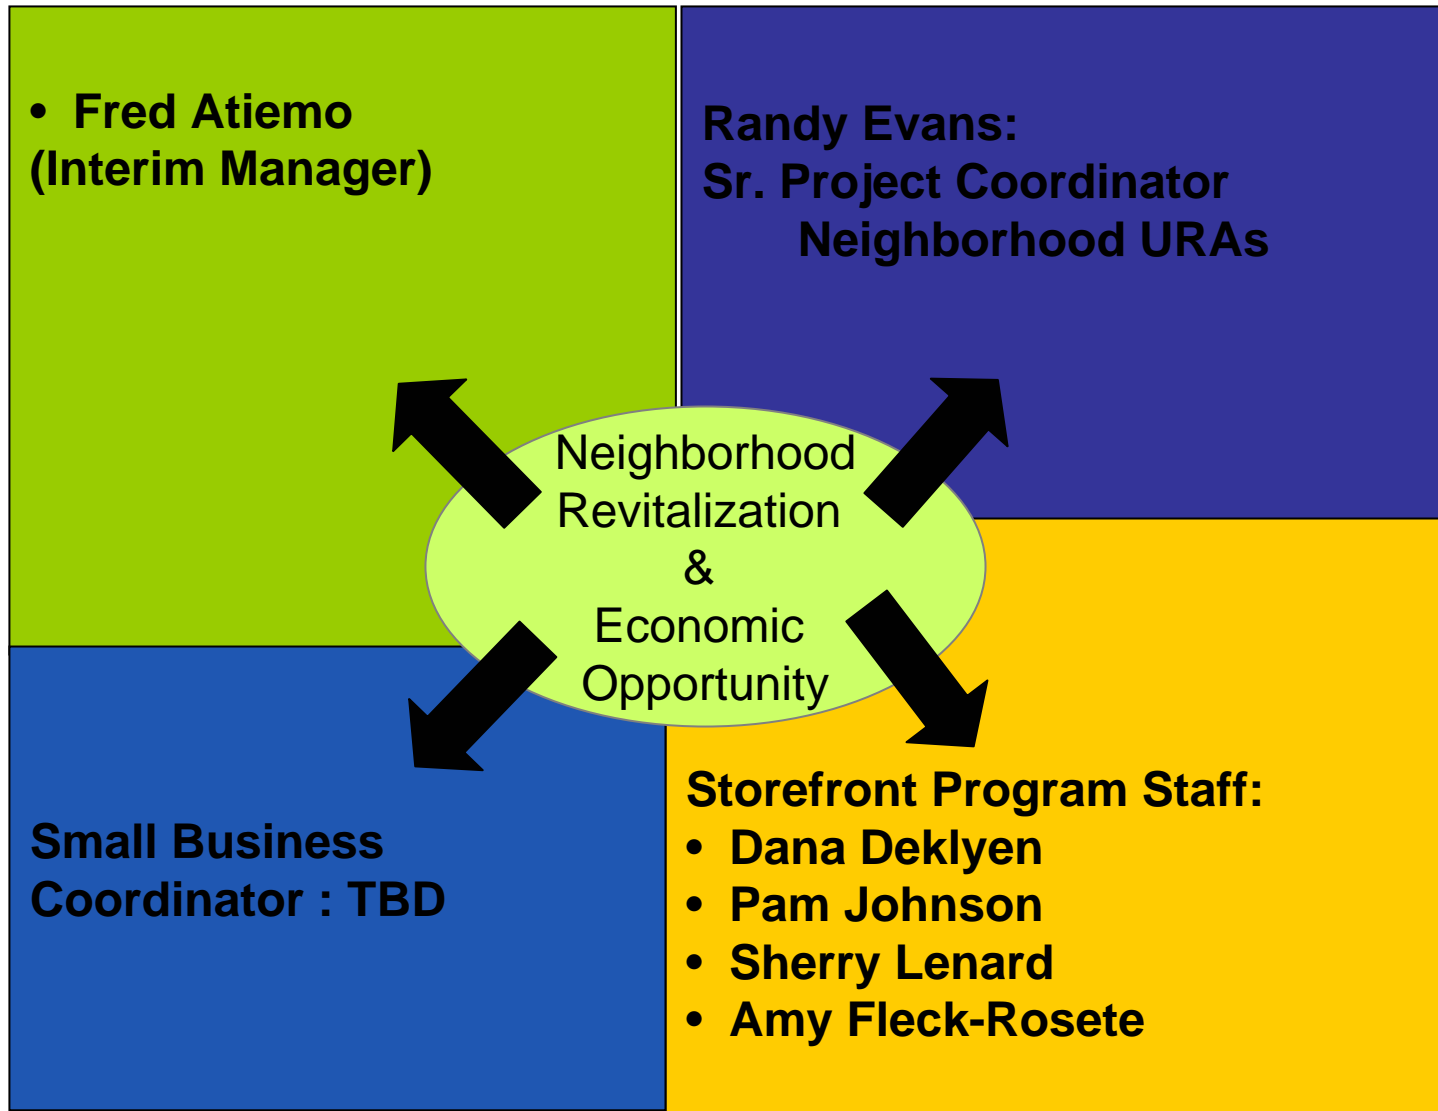 • Fred Atiemo
(Interim Manager)
Randy Evans:
Sr. Project Coordinator
Neighborhood URAs
Neighborhood
Revitalization
&
Economic
Opportunity
Small Business
Coordinator : TBD
Storefront Program Staff:
• Dana Deklyen
• Pam Johnson
• Sherry Lenard
• Amy Fleck-Rosete